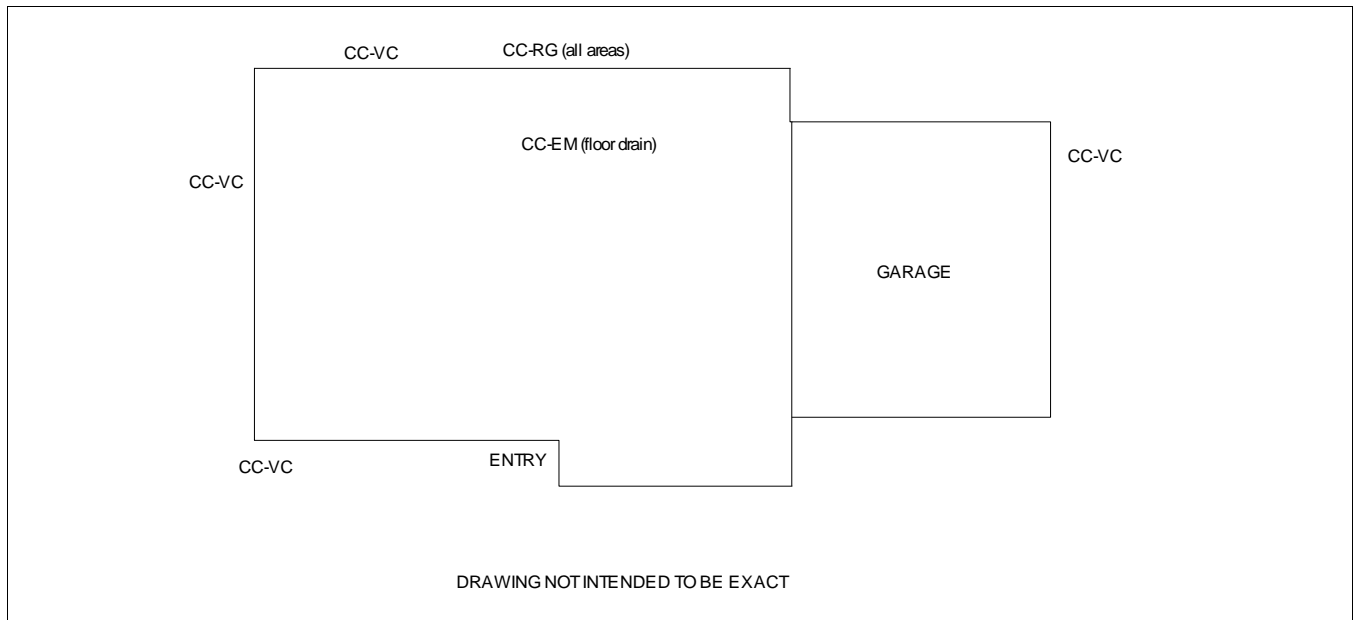 CC-VC
CC-RG (all areas)
CC-EM (floor drain)
CC-VC
CC-VC
GARAGE
ENTRY
CC-VC
DRAWING NOT INTENDED TO BE EXACT